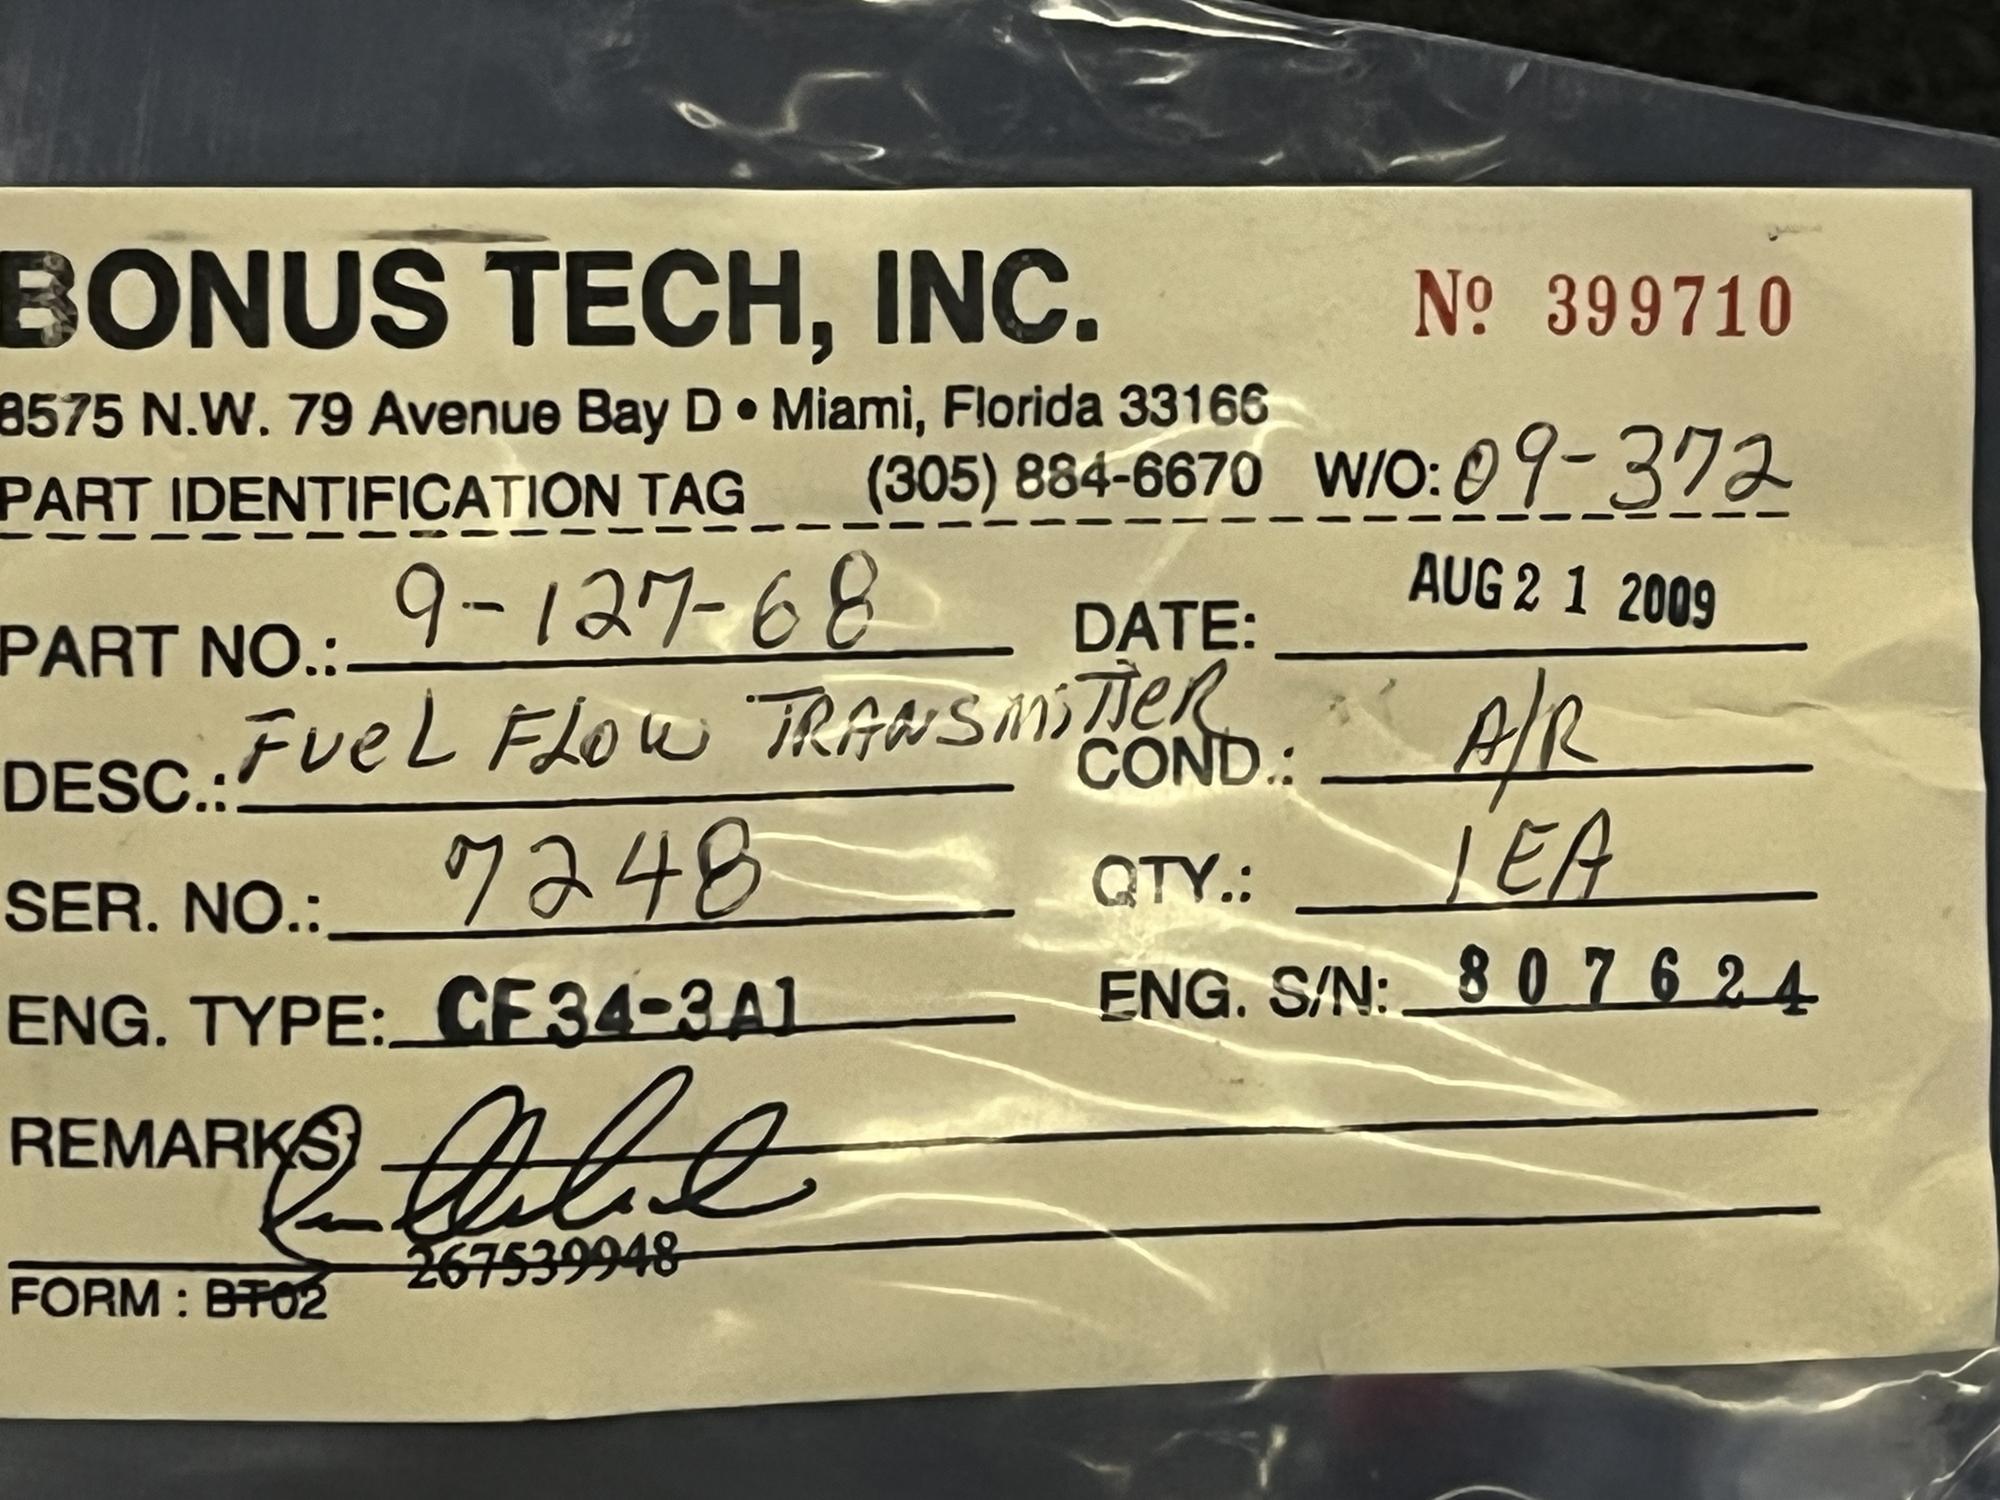 BONUS TECH, INC. Nº 399710
8575 N.W. 79 Avenue Bay D • Miami, Florida 33166
PART IDENTIFICATION TAG (305) 884-6670 W/O: 09-372
PART NO.: 9-127-68 DATE: AUG 21 2009
DESC.: FUEL FLOW TRANSMITTER COND.: A/R
SER. NO.: 7248 QTY.: 1 EA
ENG. TYPE: CF34-3A1 ENG. S/N: 807624
REMARKS
267539948
FORM : BT02